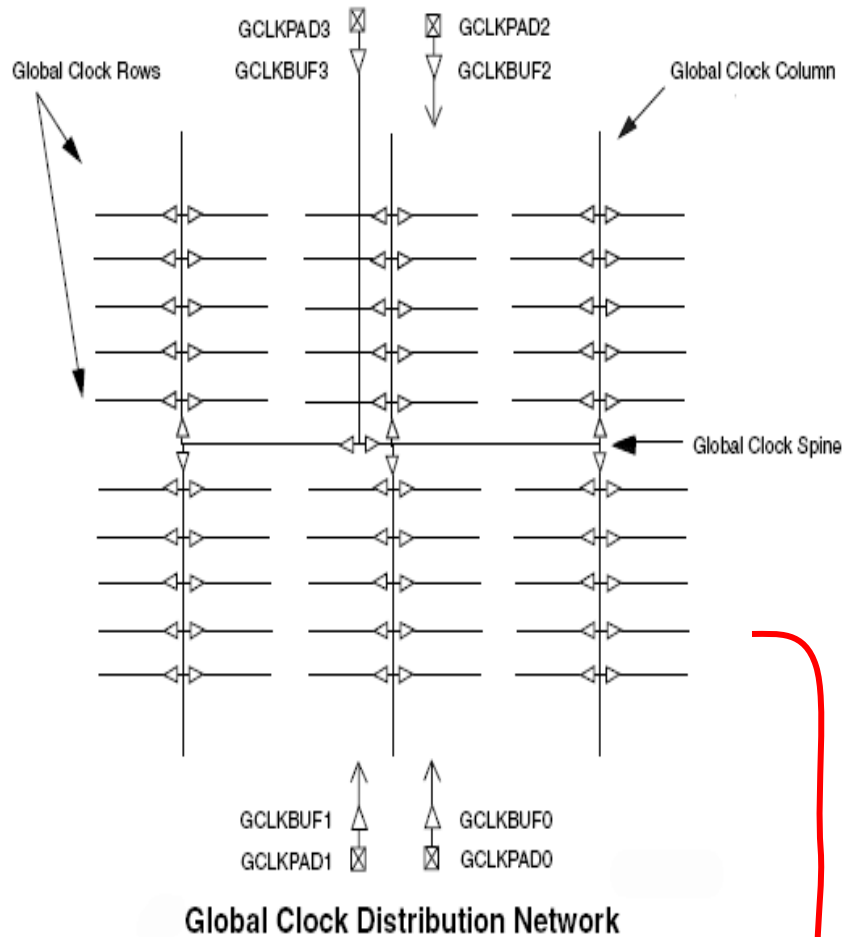 GCLKPAD3
GCLKPAD2
Global Clock Rows
GCLKBUF3
GCLKBUF2
Global Clock Column
Global Clock Spine
GCLKBUF1
GCLKBUF0
GCLKPAD1
GCLKPAD0
Global Clock Distribution Network